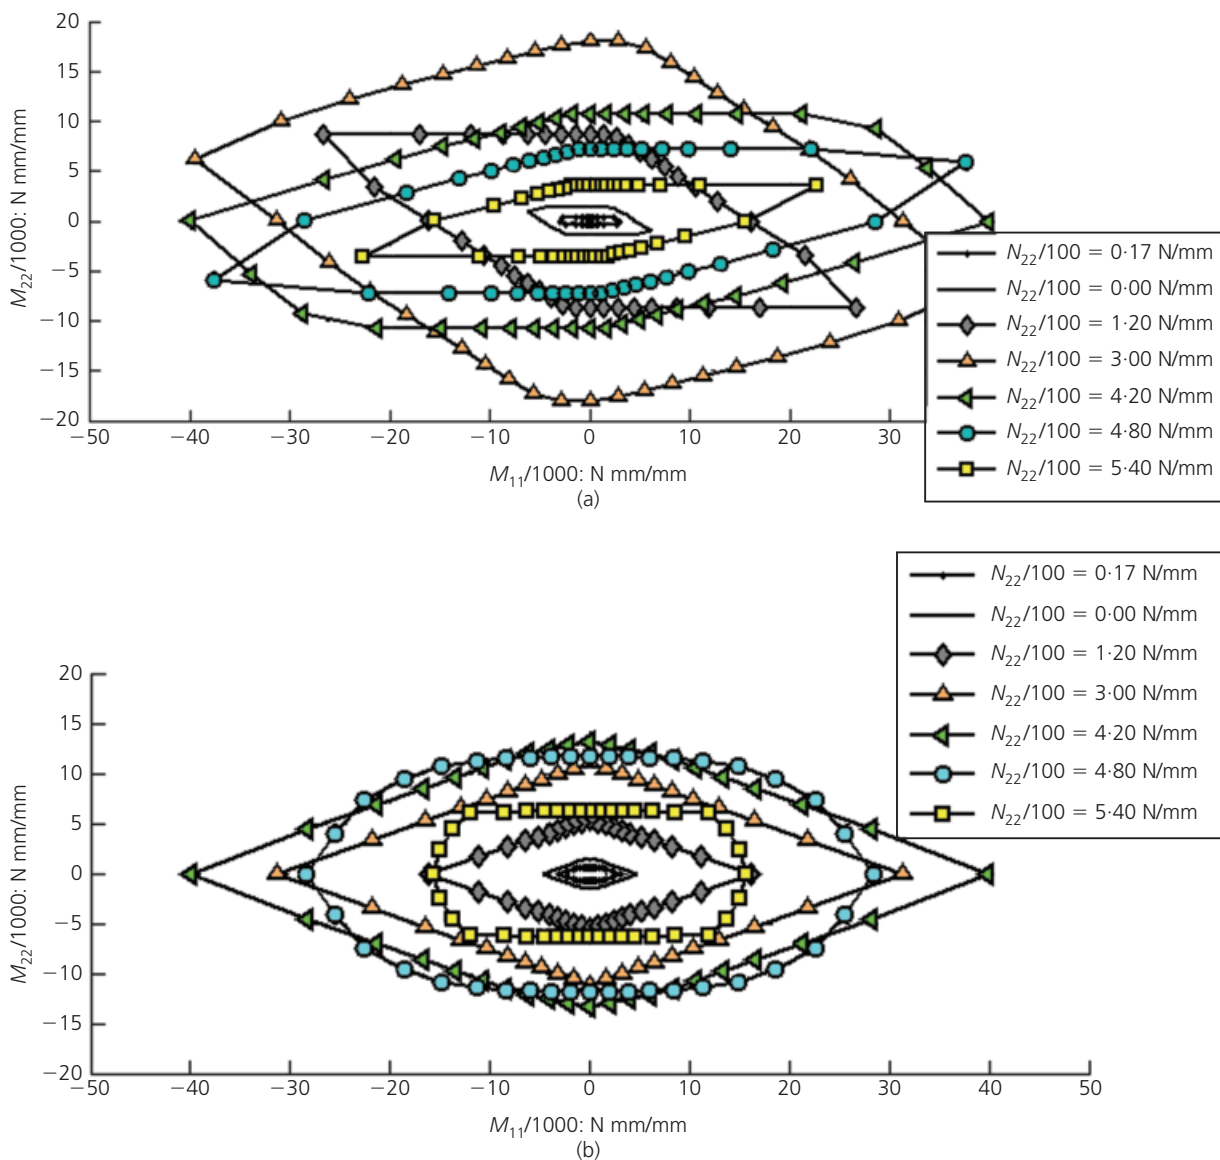 20
15
10
5
0
−5
−10
−15
−20
M22/1000: N mm/mm
−50 −40 −30 −20 −10 0 10 20 30
M11/1000: N mm/mm
(a)
N22/100 = 0·17 N/mm
N22/100 = 0·00 N/mm
N22/100 = 1·20 N/mm
N22/100 = 3·00 N/mm
N22/100 = 4·20 N/mm
N22/100 = 4·80 N/mm
N22/100 = 5·40 N/mm
N22/100 = 0·17 N/mm
N22/100 = 0·00 N/mm
N22/100 = 1·20 N/mm
N22/100 = 3·00 N/mm
N22/100 = 4·20 N/mm
N22/100 = 4·80 N/mm
N22/100 = 5·40 N/mm
20
15
10
5
0
−5
−10
−15
−20
M22/1000: N mm/mm
−50 −40 −30 −20 −10 0 10 20 30 40 50
M11/1000: N mm/mm
(b)